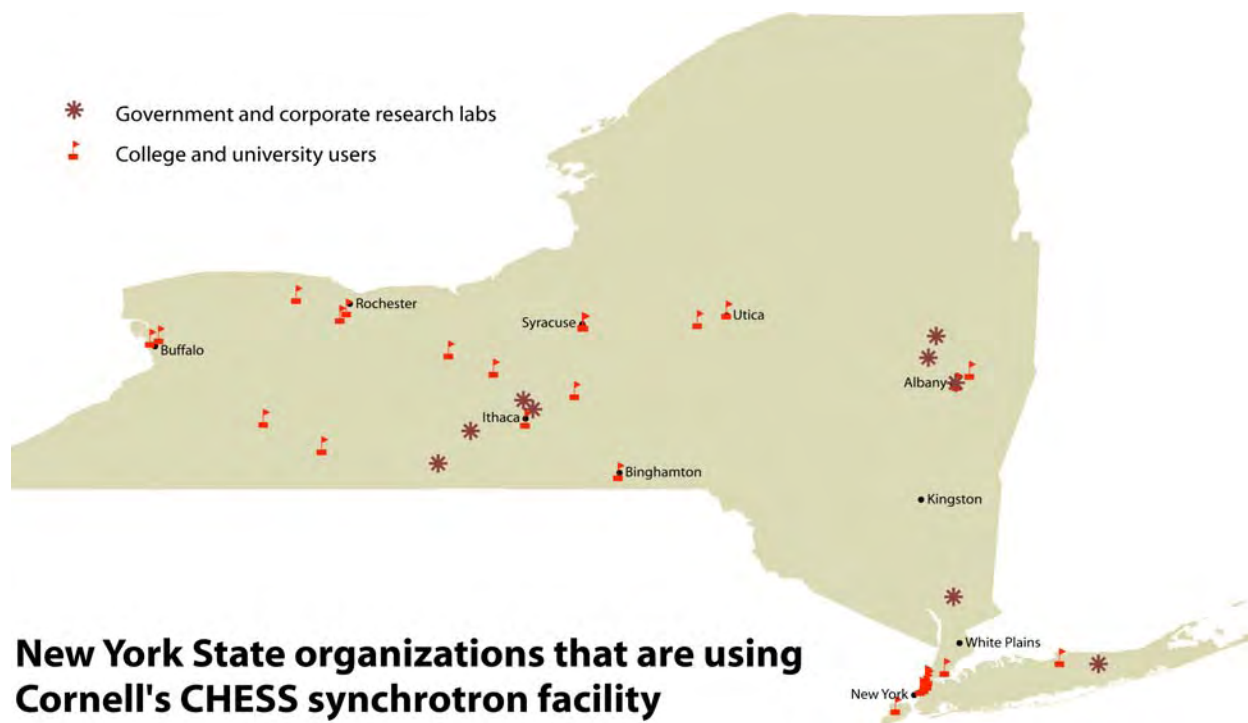 Government and corporate research labs
College and university users
Rochester
Syracuse
Utica
Buffalo
Albany
Ithaca
Binghamton
Kingston
White Plains
New York
New York State organizations that are using
Cornell's CHESS synchrotron facility